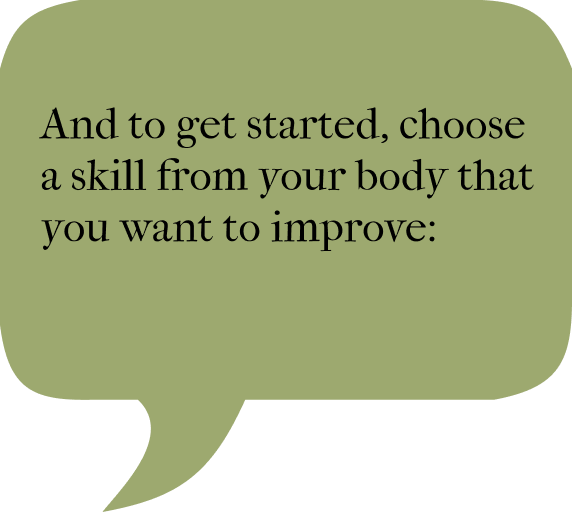 And to get started, choose
a skill from your body that
you want to improve: